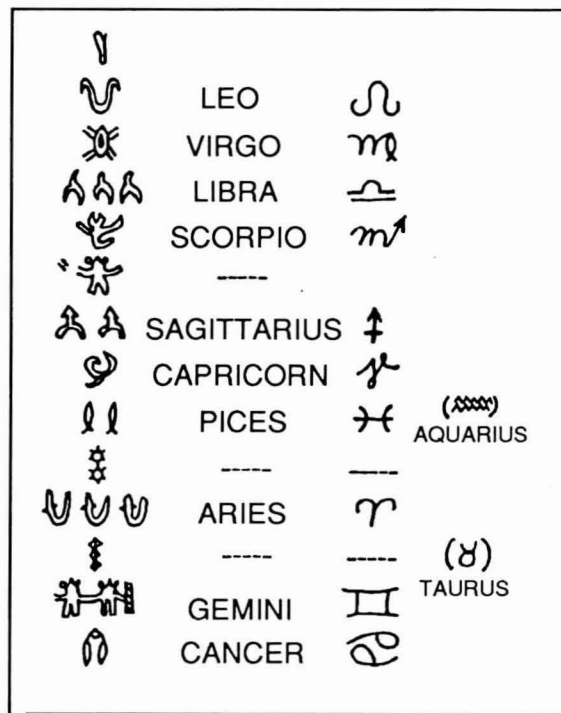 LEO ♌
VIRGO ♍
LIBRA ♎
SCORPIO ♏
-----
SAGITTARIUS ♐
CAPRICORN ♑
PICES ♓ (♒)
AQUARIUS
----- -----
ARIES ♈
----- ----- (♉)
TAURUS
GEMINI ♊
CANCER ♋